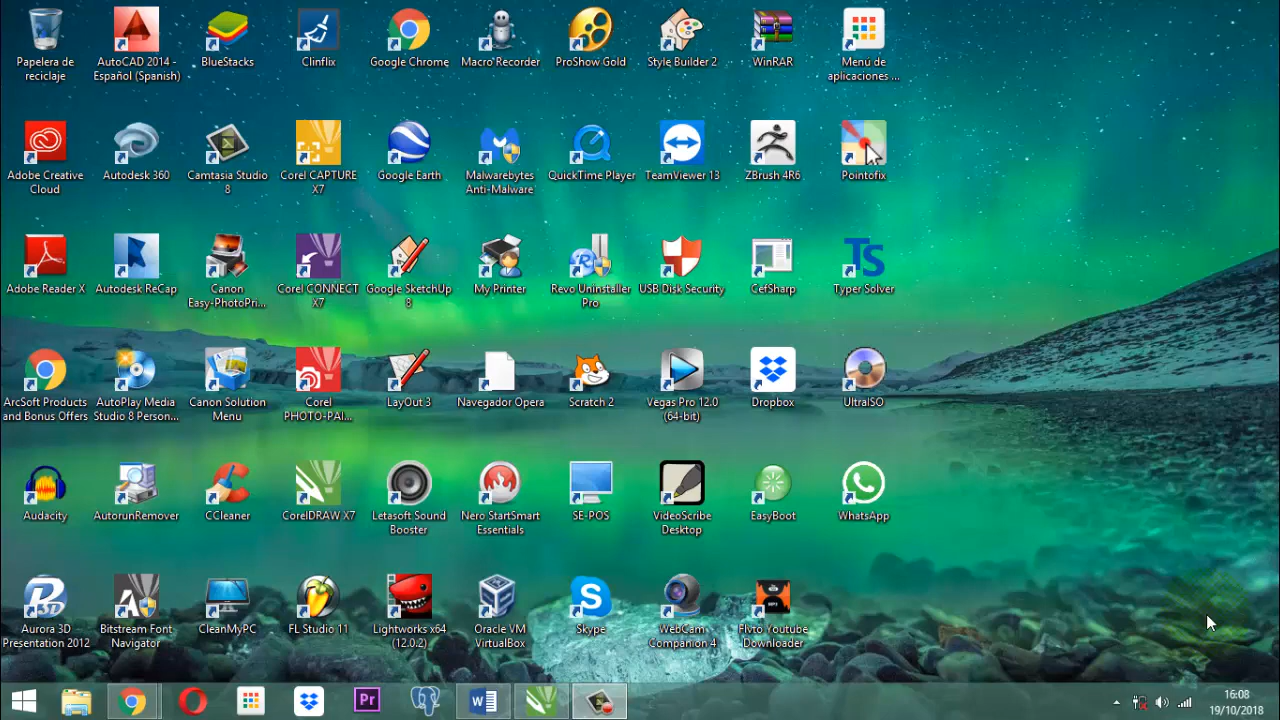 Papelera de
reciclaje
AutoCAD 2014 -
Español (Spanish)
BlueStacks
Clinflix
Google Chrome
Macro Recorder
ProShow Gold
Style Builder 2
WinRAR
Menú de
aplicaciones ...
Adobe Creative
Cloud
Autodesk 360
Camtasia Studio
8
Corel CAPTURE
X7
Google Earth
Malwarebytes
Anti-Malware
QuickTime Player
TeamViewer 13
ZBrush 4R6
Pointofix
TS
Adobe Reader X
Autodesk ReCap
Canon
Easy-PhotoPri...
Corel CONNECT
X7
Google SketchUp
8
My Printer
Revo Uninstaller
Pro
USB Disk Security
CefSharp
Typer Solver
ArcSoft Products
and Bonus Offers
AutoPlay Media
Studio 8 Person...
Canon Solution
Menu
Corel
PHOTO-PAI...
LayOut 3
Navegador Opera
Scratch 2
Vegas Pro 12.0
(64-bit)
Dropbox
UltraISO
Audacity
AutorunRemover
CCleaner
CorelDRAW X7
Letasoft Sound
Booster
Nero StartSmart
Essentials
SE-POS
VideoScribe
Desktop
EasyBoot
WhatsApp
Aurora 3D
Presentation 2012
Bitstream Font
Navigator
CleanMyPC
FL Studio 11
Lightworks x64
(12.0.2)
Oracle VM
VirtualBox
Skype
WebCam
Companion 4
Flvto Youtube
Downloader
Pr
16:08
19/10/2018